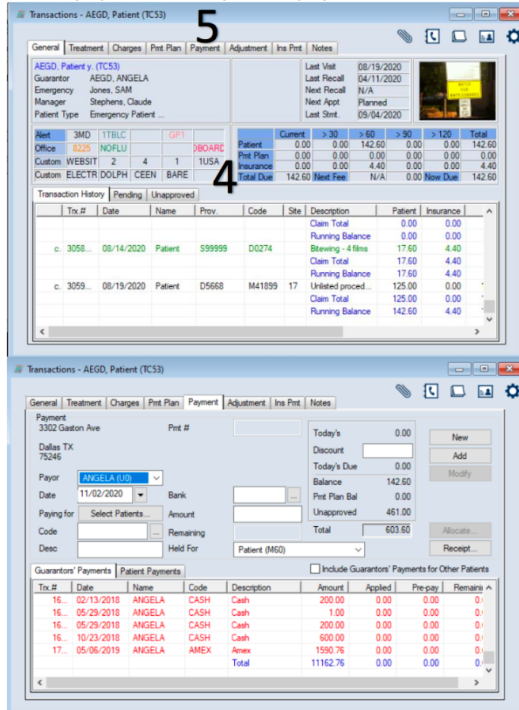 Transactions - AEGD, Patient (TC53)
5
General Treatment Charges Pmt Plan Payment Adjustment Ins Pmt Notes
AEGD, Patient y. (TC53)
Guarantor AEGD, ANGELA
Emergency Jones, SAM
Manager Stephens, Claude
Patient Type Emergency Patient ...
Last Visit 08/19/2020
Last Recall 04/11/2020
Next Recall N/A
Next Appt Planned
Last Stmt. 09/04/2020
Alert 3MD 1TBLC GP1
Office 8225 NOFLU DBOARD
Custom WEBSIT 2 4 1 1USA
Custom ELECTR DOLPH CEEN BARE
4
Current > 30 > 60 > 90 > 120 Total
Patient 0.00 0.00 142.60 0.00 0.00 142.60
Pmt Plan 0.00 0.00 0.00 0.00 0.00 0.00
Insurance 0.00 0.00 4.40 0.00 0.00 4.40
Total Due 142.60 Next Fee N/A 0.00 Now Due 142.60
Transaction History Pending Unapproved
Trx.# Date Name Prov. Code Site Description Patient Insurance
Claim Total 0.00 0.00
Running Balance 0.00 0.00
c. 3058... 08/14/2020 Patient S99999 D0274 Bitewing - 4 films 17.60 4.40
Claim Total 17.60 4.40
Running Balance 17.60 4.40
c. 3059... 08/19/2020 Patient D5668 M41899 17 Unlisted proced... 125.00 0.00
Claim Total 125.00 0.00
Running Balance 142.60 4.40
Transactions - AEGD, Patient (TC53)
General Treatment Charges Pmt Plan Payment Adjustment Ins Pmt Notes
Payment
3302 Gaston Ave
Dallas TX
75246
Pmt #
Payor ANGELA (U0)
Date 11/02/2020
Bank
Paying for Select Patients...
Amount
Code ...
Remaining
Desc
Held For Patient (M60)
Today's 0.00
Discount
Today's Due 0.00
Balance 142.60
Pmt Plan Bal 0.00
Unapproved 461.00
Total 603.60
New
Add
Modify
Allocate...
Receipt...
Guarantors' Payments Patient Payments
Include Guarantors' Payments for Other Patients
Trx.# Date Name Code Description Amount Applied Pre-pay Remaini
16... 02/13/2018 ANGELA CASH Cash 200.00 0.00 0.00 0.
16... 05/29/2018 ANGELA CASH Cash 1.00 0.00 0.00 0.
16... 05/29/2018 ANGELA CASH Cash 200.00 0.00 0.00 0.
16... 10/23/2018 ANGELA CASH Cash 600.00 0.00 0.00 0.
17... 05/06/2019 ANGELA AMEX Amex 1590.76 0.00 0.00 0.
Total 11162.76 0.00 0.00 0.